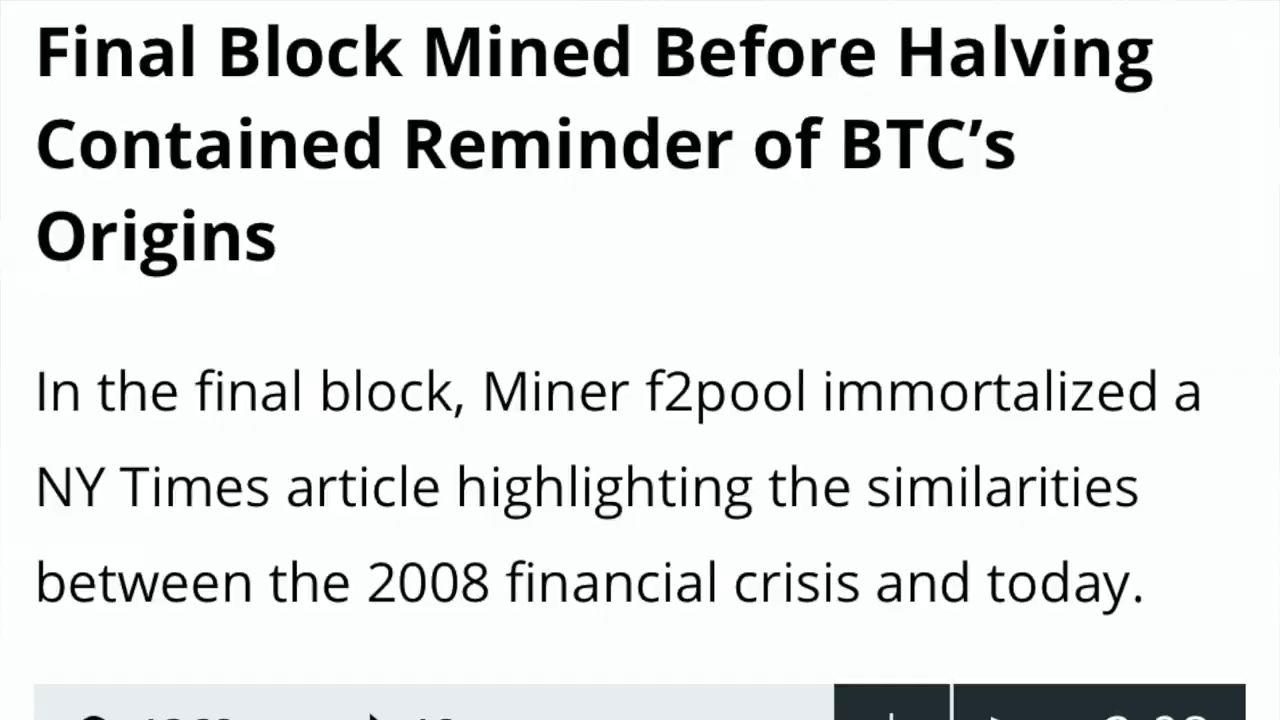 Final Block Mined Before Halving
Contained Reminder of BTC’s
Origins
In the final block, Miner f2pool immortalized a
NY Times article highlighting the similarities
between the 2008 financial crisis and today.